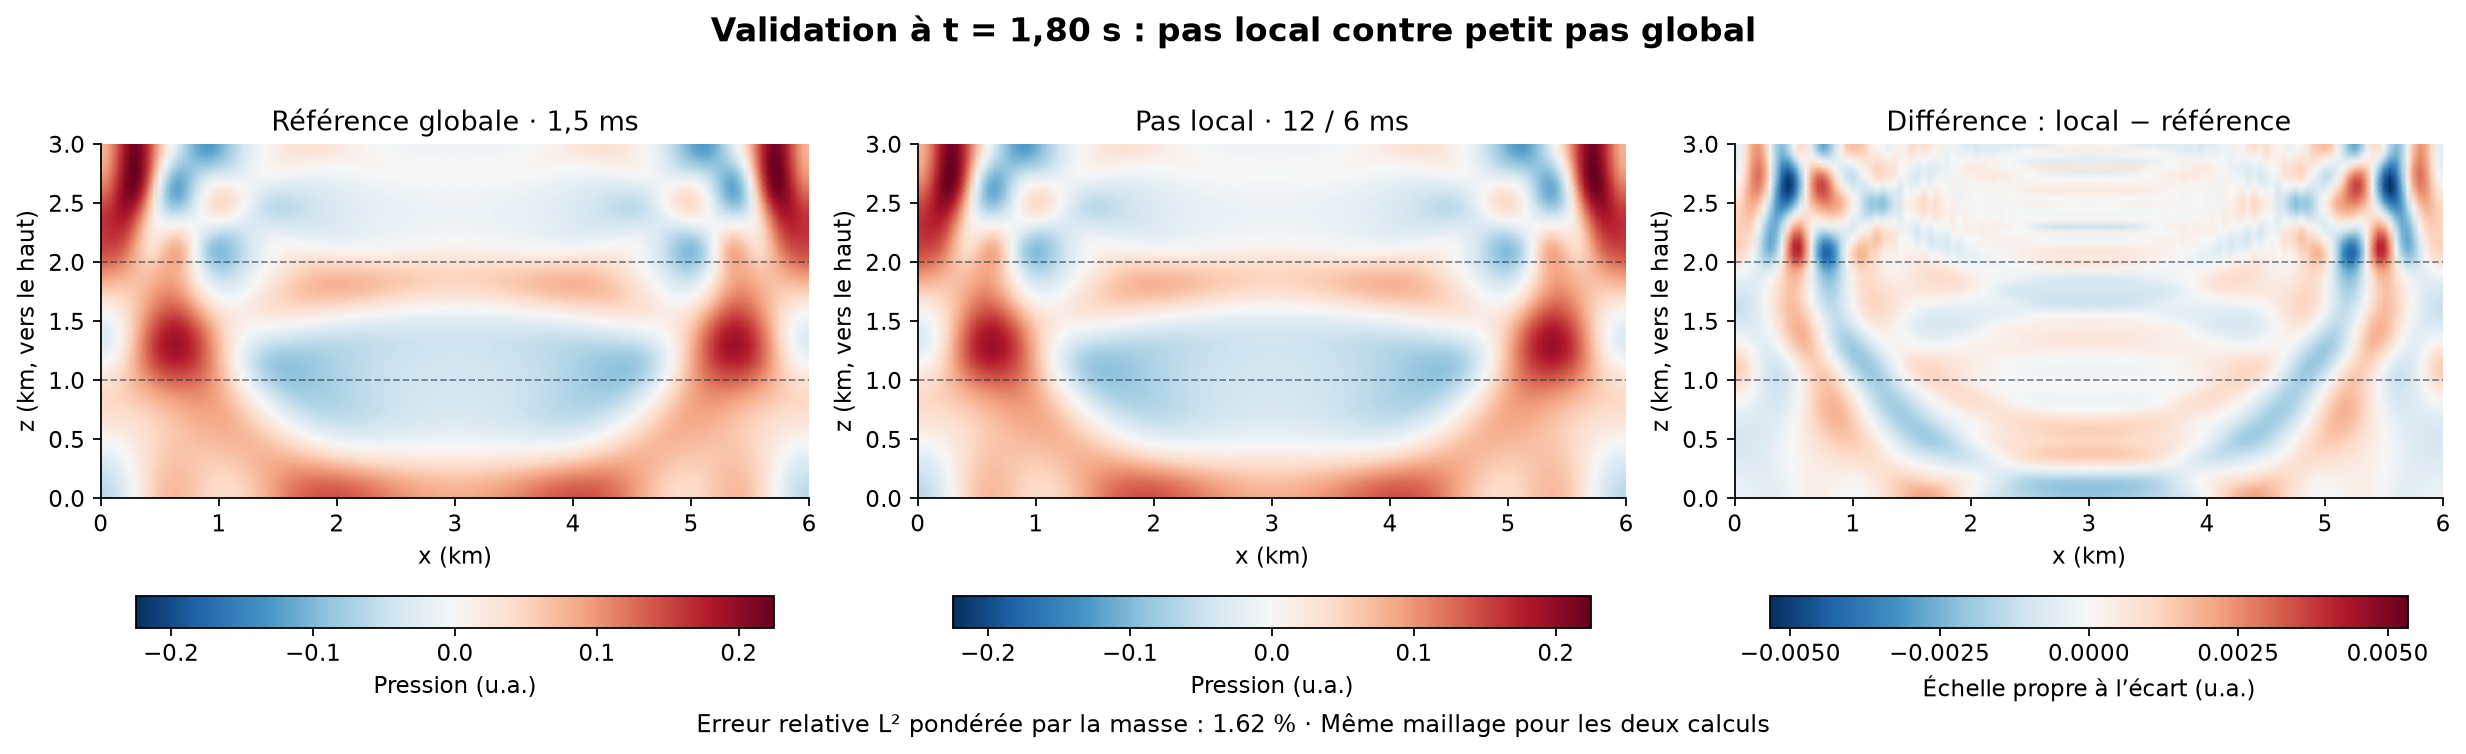 Validation à t = 1,80 s : pas local contre petit pas global
Référence globale · 1,5 ms
3.0
2.5
2.0
1.5
1.0
0.5
0.0
z (km, vers le haut)
0 1 2 3 4 5 6
x (km)
−0.2 −0.1 0.0 0.1 0.2
Pression (u.a.)
Pas local · 12 / 6 ms
3.0
2.5
2.0
1.5
1.0
0.5
0.0
z (km, vers le haut)
0 1 2 3 4 5 6
x (km)
−0.2 −0.1 0.0 0.1 0.2
Pression (u.a.)
Différence : local − référence
3.0
2.5
2.0
1.5
1.0
0.5
0.0
z (km, vers le haut)
0 1 2 3 4 5 6
x (km)
−0.0050 −0.0025 0.0000 0.0025 0.0050
Échelle propre à l’écart (u.a.)
Erreur relative L² pondérée par la masse : 1.62 % · Même maillage pour les deux calculs